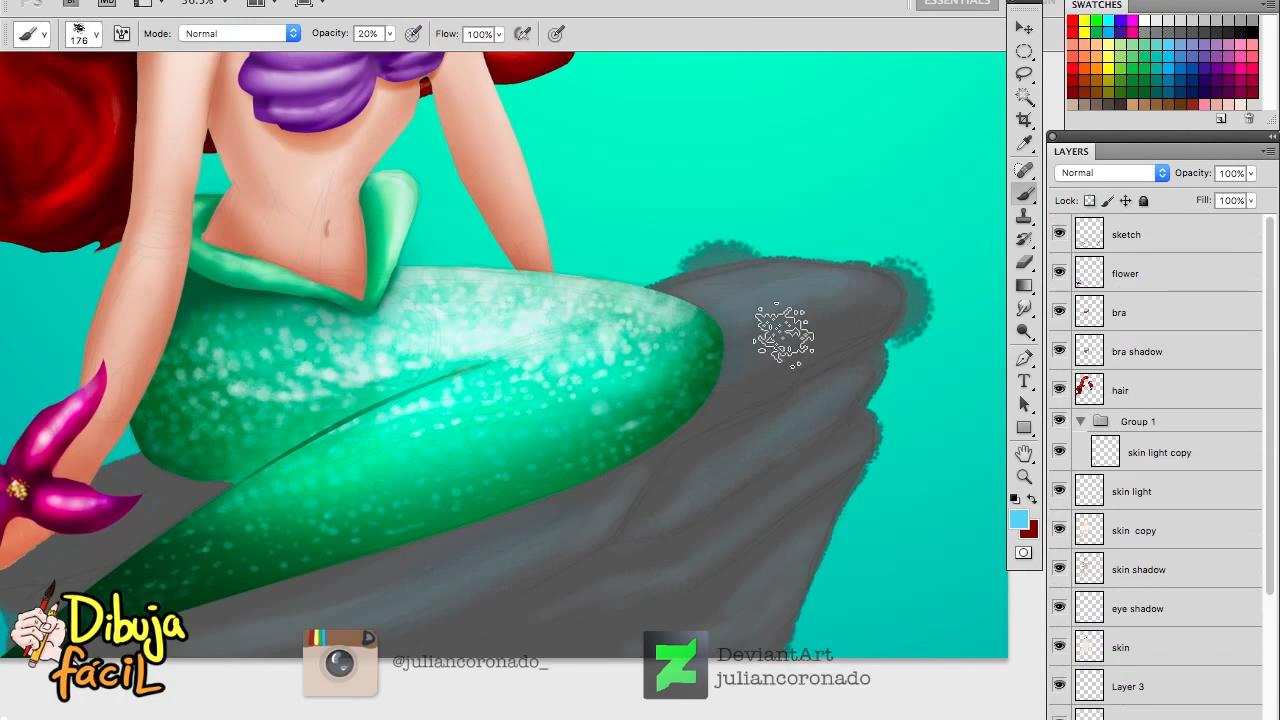 ESSENTIALS
SWATCHES
176
Mode: Normal
Opacity: 20%
Flow: 100%
LAYERS
Normal
Opacity: 100%
Lock:
Fill: 100%
sketch
flower
bra
bra shadow
hair
Group 1
skin light copy
skin light
skin copy
skin shadow
eye shadow
skin
Layer 3
Dibuja
fácil
@juliancoronado_
DeviantArt
juliancoronado